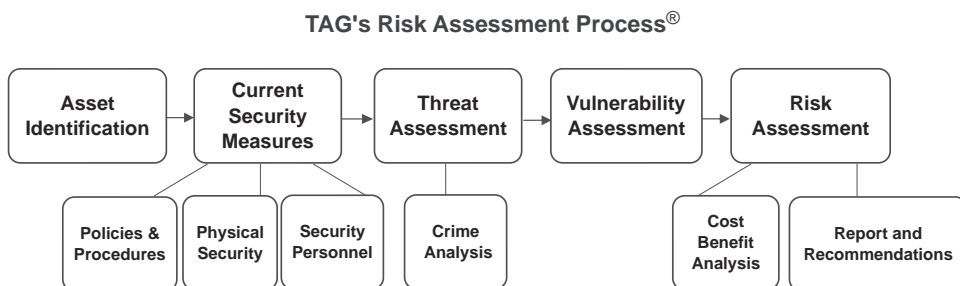 TAG's Risk Assessment Process®
Asset
Identification
Current
Security
Measures
Threat
Assessment
Vulnerability
Assessment
Risk
Assessment
Policies &
Procedures
Physical
Security
Security
Personnel
Crime
Analysis
Cost
Benefit
Analysis
Report and
Recommendations